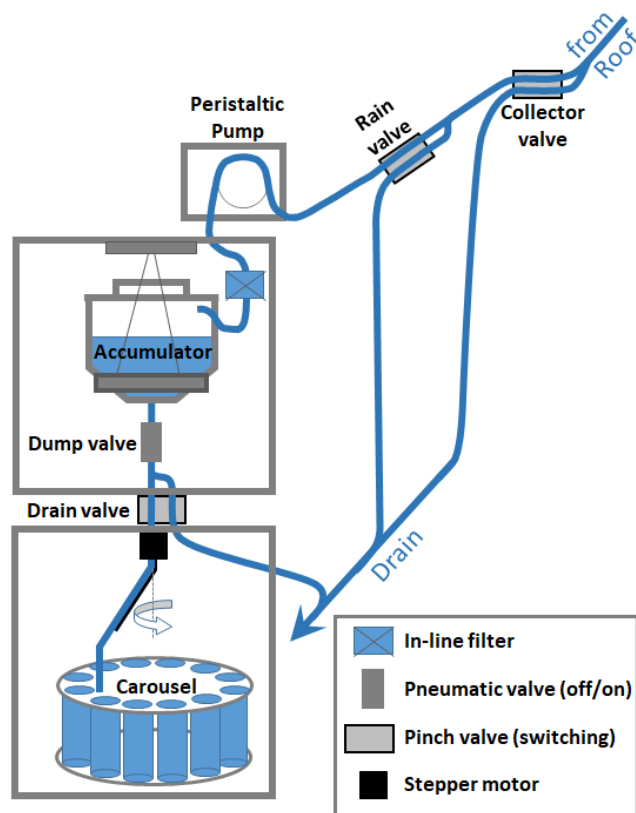 from
Roof
Collector
valve
Peristaltic
Pump
Rain
valve
Accumulator
Dump valve
Drain valve
Drain
Carousel
In-line filter
Pneumatic valve (off/on)
Pinch valve (switching)
Stepper motor